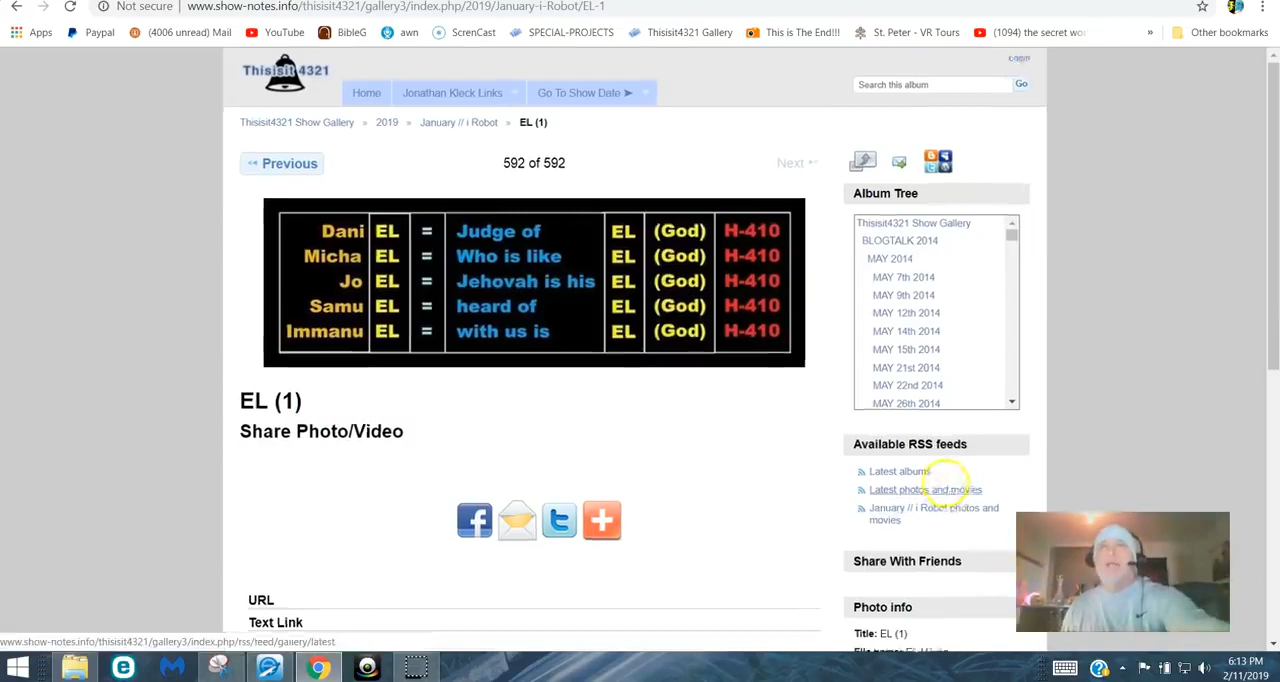 Not secure | www.show-notes.info/thisisit4321/gallery3/index.php/2019/January-i-Robot/EL-1
Apps Paypal (4006 unread) Mail YouTube BibleG awn ScrenCast SPECIAL-PROJECTS Thisisit4321 Gallery This is The End!!! St. Peter - VR Tours (1094) the secret wor » Other bookmarks
Thisisit 4321
Login
Home Jonathan Kleck Links Go To Show Date ➤
Search this album Go
Thisisit4321 Show Gallery » 2019 » January // i Robot » EL (1)
Previous 592 of 592 Next
Dani EL = Judge of EL (God) H-410
Micha EL = Who is like EL (God) H-410
Jo EL = Jehovah is his EL (God) H-410
Samu EL = heard of EL (God) H-410
Immanu EL = with us is EL (God) H-410
EL (1)
Share Photo/Video
URL
Text Link
Album Tree
Thisisit4321 Show Gallery
BLOGTALK 2014
MAY 2014
MAY 7th 2014
MAY 9th 2014
MAY 12th 2014
MAY 14th 2014
MAY 15th 2014
MAY 21st 2014
MAY 22nd 2014
MAY 26th 2014
Available RSS feeds
Latest albums
Latest photos and movies
January // i Robot photos and
movies
Share With Friends
Photo info
Title: EL (1)
www.show-notes.info/thisisit4321/gallery3/index.php/rss/feed/gallery/latest
6:13 PM
2/11/2019